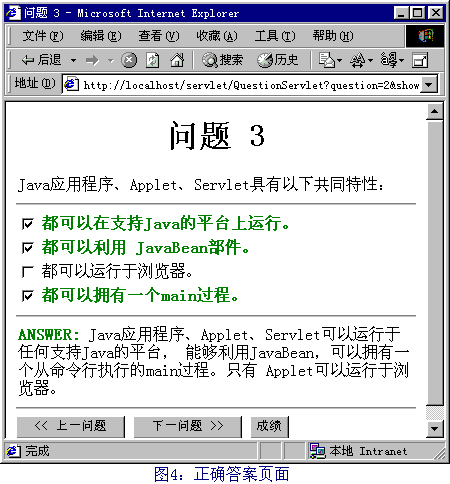 问题 3 - Microsoft Internet Explorer
文件(F) 编辑(E) 查看(V) 收藏(A) 工具(T) 帮助(H)
后退 搜索 历史
地址(D) http://localhost/servlet/QuestionServlet?question=2&show
问题 3
Java应用程序、Applet、Servlet具有以下共同特性：
都可以在支持Java的平台上运行。
都可以利用 JavaBean部件。
都可以运行于浏览器。
都可以拥有一个main过程。
ANSWER: Java应用程序、Applet、Servlet可以运行于
任何支持Java的平台， 能够利用JavaBean，可以拥有一
个从命令行执行的main过程。只有 Applet可以运行于浏
览器。
<< 上一问题 下一问题 >> 成绩
完成 本地 Intranet
图4：正确答案页面